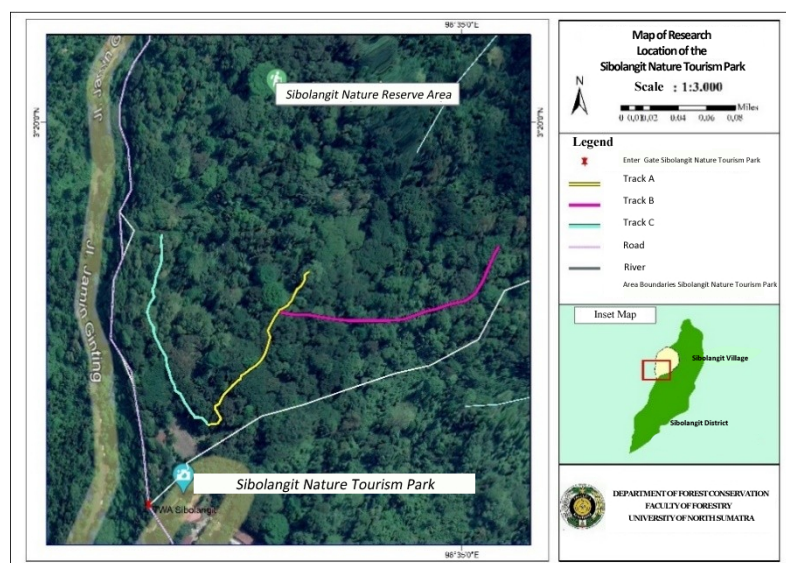 98°35'0"E
3°20'0"N
Sibolangit Nature Reserve Area
3°20'0"N
Jl. Jamin Ginting
Sibolangit Nature Tourism Park
TWA Sibolangit
98°35'0"E
Map of Research
Location of the
Sibolangit Nature Tourism Park
Scale : 1:3.000
N
Miles
0 0,010,02 0.04 0.06 0.08
Legend
Enter Gate Sibolangit Nature Tourism Park
Track A
Track B
Track C
Road
River
Area Boundaries Sibolangit Nature Tourism Park
Inset Map
Sibolangit Village
Sibolangit District
DEPARTMENT OF FOREST CONSERVATION
FACULTY OF FORESTRY
UNIVERSITY OF NORTH SUMATRA